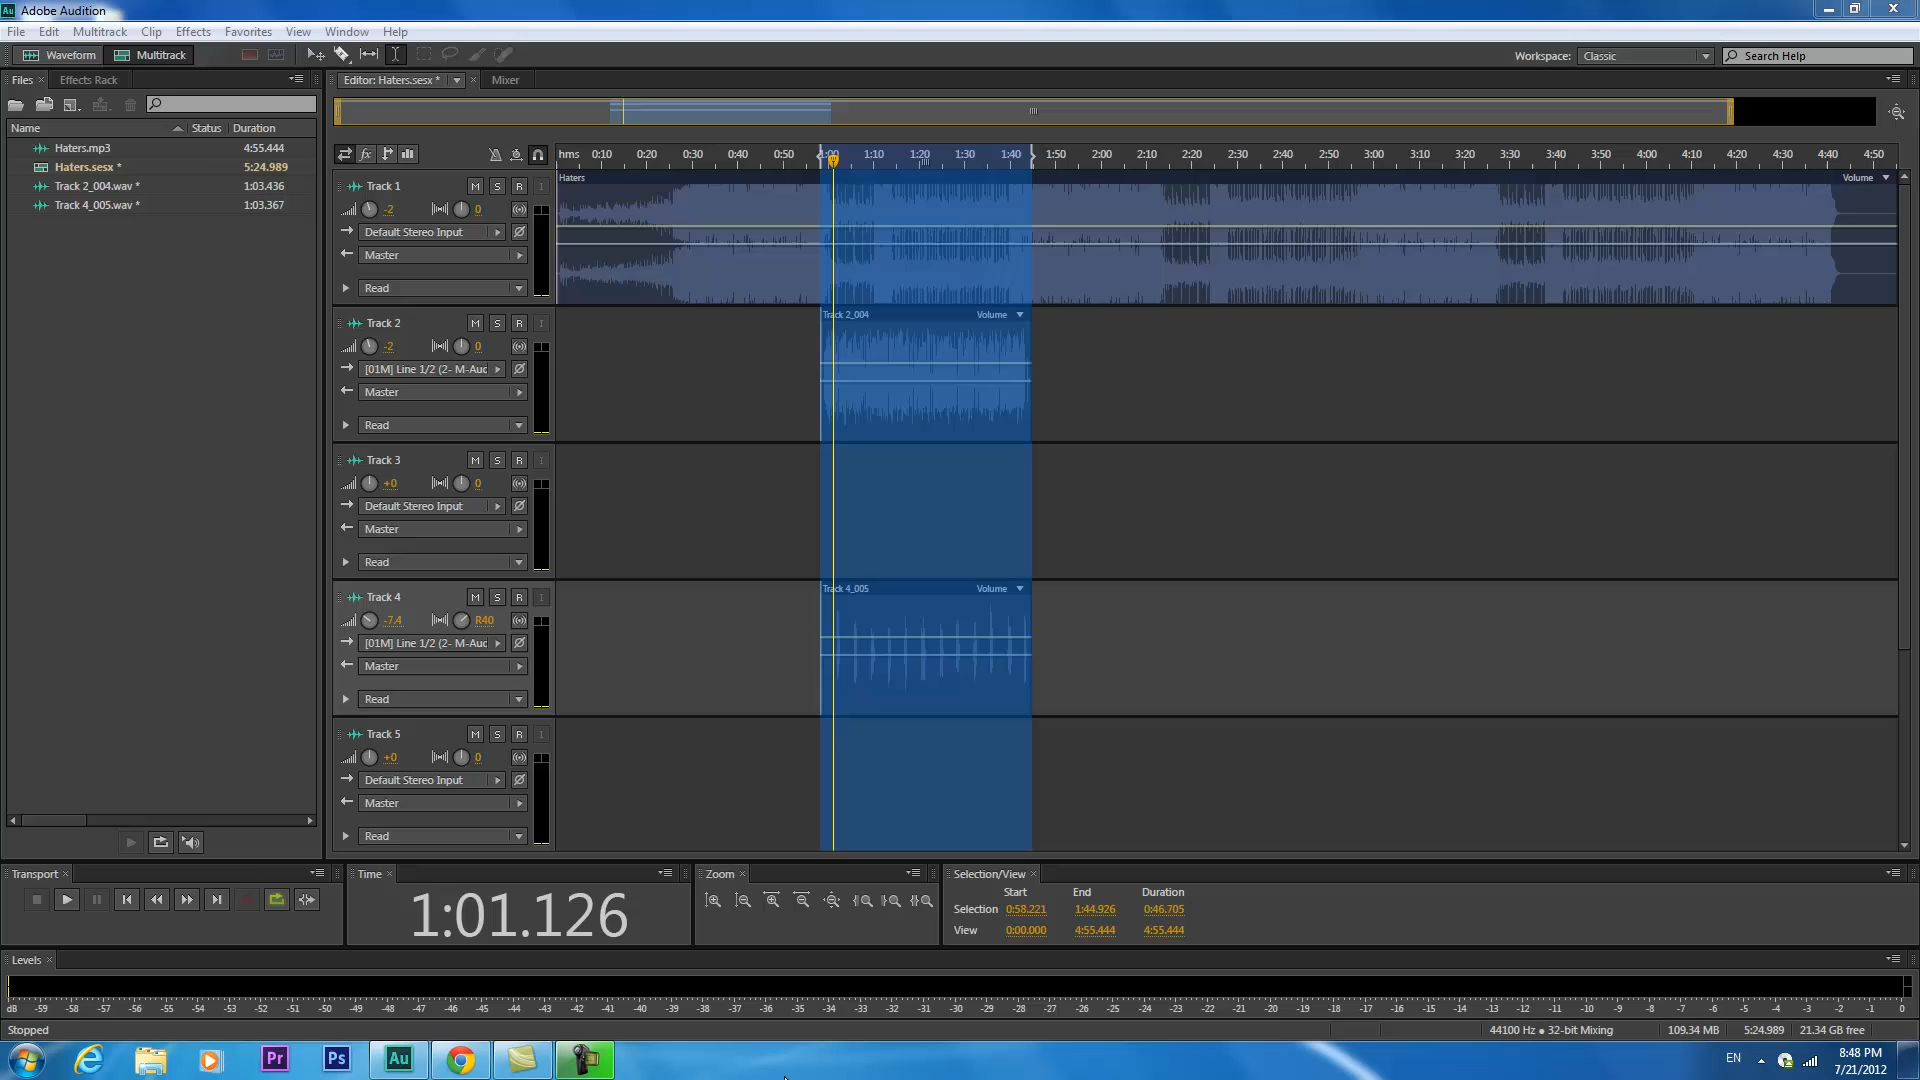 Au Adobe Audition
File Edit Multitrack Clip Effects Favorites View Window Help
Waveform Multitrack Workspace: Classic Search Help
Files Effects Rack
Editor: Haters.sesx * Mixer
Name Status Duration
Haters.mp3 4:55.444
Haters.sesx * 5:24.989
Track 2_004.wav * 1:03.436
Track 4_005.wav * 1:03.367
fx
hms 0:10 0:20 0:30 0:40 0:50 1:00 1:10 1:20 1:30 1:40 1:50 2:00 2:10 2:20 2:30 2:40 2:50 3:00 3:10 3:20 3:30 3:40 3:50 4:00 4:10 4:20 4:30 4:40 4:50
Haters Volume
Track 1 M S R I
-2 0
Default Stereo Input
Master
Read
Track 2_004 Volume
Track 2 M S R I
-2 0
[01M] Line 1/2 (2- M-Aud
Master
Read
Track 3 M S R I
+0 0
Default Stereo Input
Master
Read
Track 4_005 Volume
Track 4 M S R I
-7.4 R40
[01M] Line 1/2 (2- M-Aud
Master
Read
Track 5 M S R I
+0 0
Default Stereo Input
Master
Read
Transport Time Zoom Selection/View
1:01.126
Start End Duration
Selection 0:58.221 1:44.926 0:46.705
View 0:00.000 4:55.444 4:55.444
Levels
dB -59 -58 -57 -56 -55 -54 -53 -52 -51 -50 -49 -48 -47 -46 -45 -44 -43 -42 -41 -40 -39 -38 -37 -36 -35 -34 -33 -32 -31 -30 -29 -28 -27 -26 -25 -24 -23 -22 -21 -20 -19 -18 -17 -16 -15 -14 -13 -12 -11 -10 -9 -8 -7 -6 -5 -4 -3 -2 -1 0
Stopped 44100 Hz ● 32-bit Mixing 109.34 MB 5:24.989 21.34 GB free
Pr Ps Au EN 8:48 PM
7/21/2012